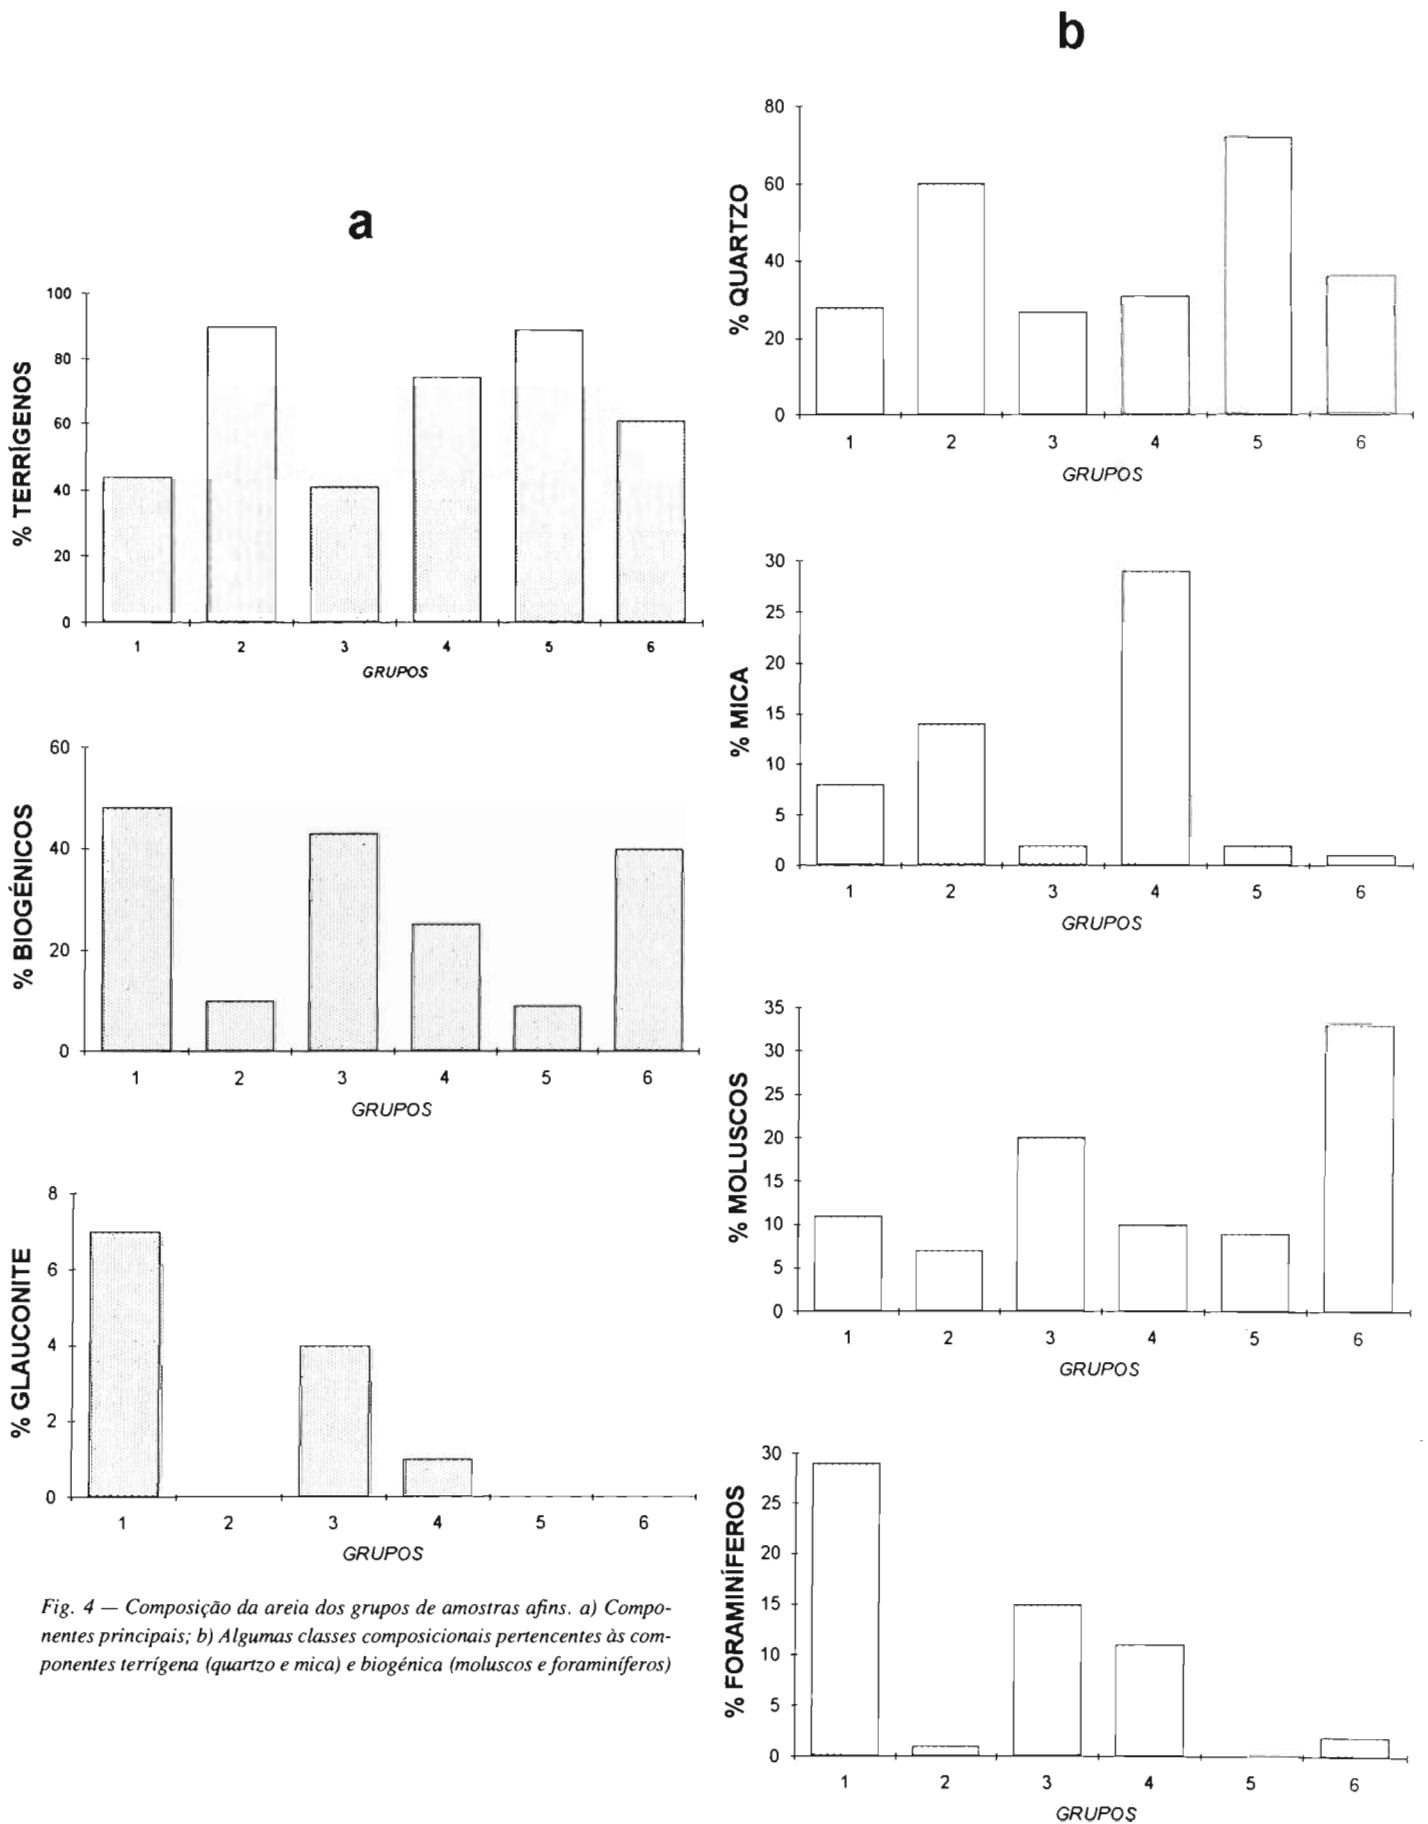 a
100
80
60
40
20
0
% TERRÍGENOS
1 2 3 4 5 6
GRUPOS
60
40
20
0
% BIOGÉNICOS
1 2 3 4 5 6
GRUPOS
8
6
4
2
0
% GLAUCONITE
1 2 3 4 5 6
GRUPOS
Fig. 4 — Composição da areia dos grupos de amostras afins. a) Compo-
nentes principais; b) Algumas classes composicionais pertencentes às com-
ponentes terrígena (quartzo e mica) e biogénica (moluscos e foraminíferos)
b
80
60
40
20
0
% QUARTZO
1 2 3 4 5 6
GRUPOS
30
25
20
15
10
5
0
% MICA
1 2 3 4 5 6
GRUPOS
35
30
25
20
15
10
5
0
% MOLUSCOS
1 2 3 4 5 6
GRUPOS
30
25
20
15
10
5
0
% FORAMINÍFEROS
1 2 3 4 5 6
GRUPOS